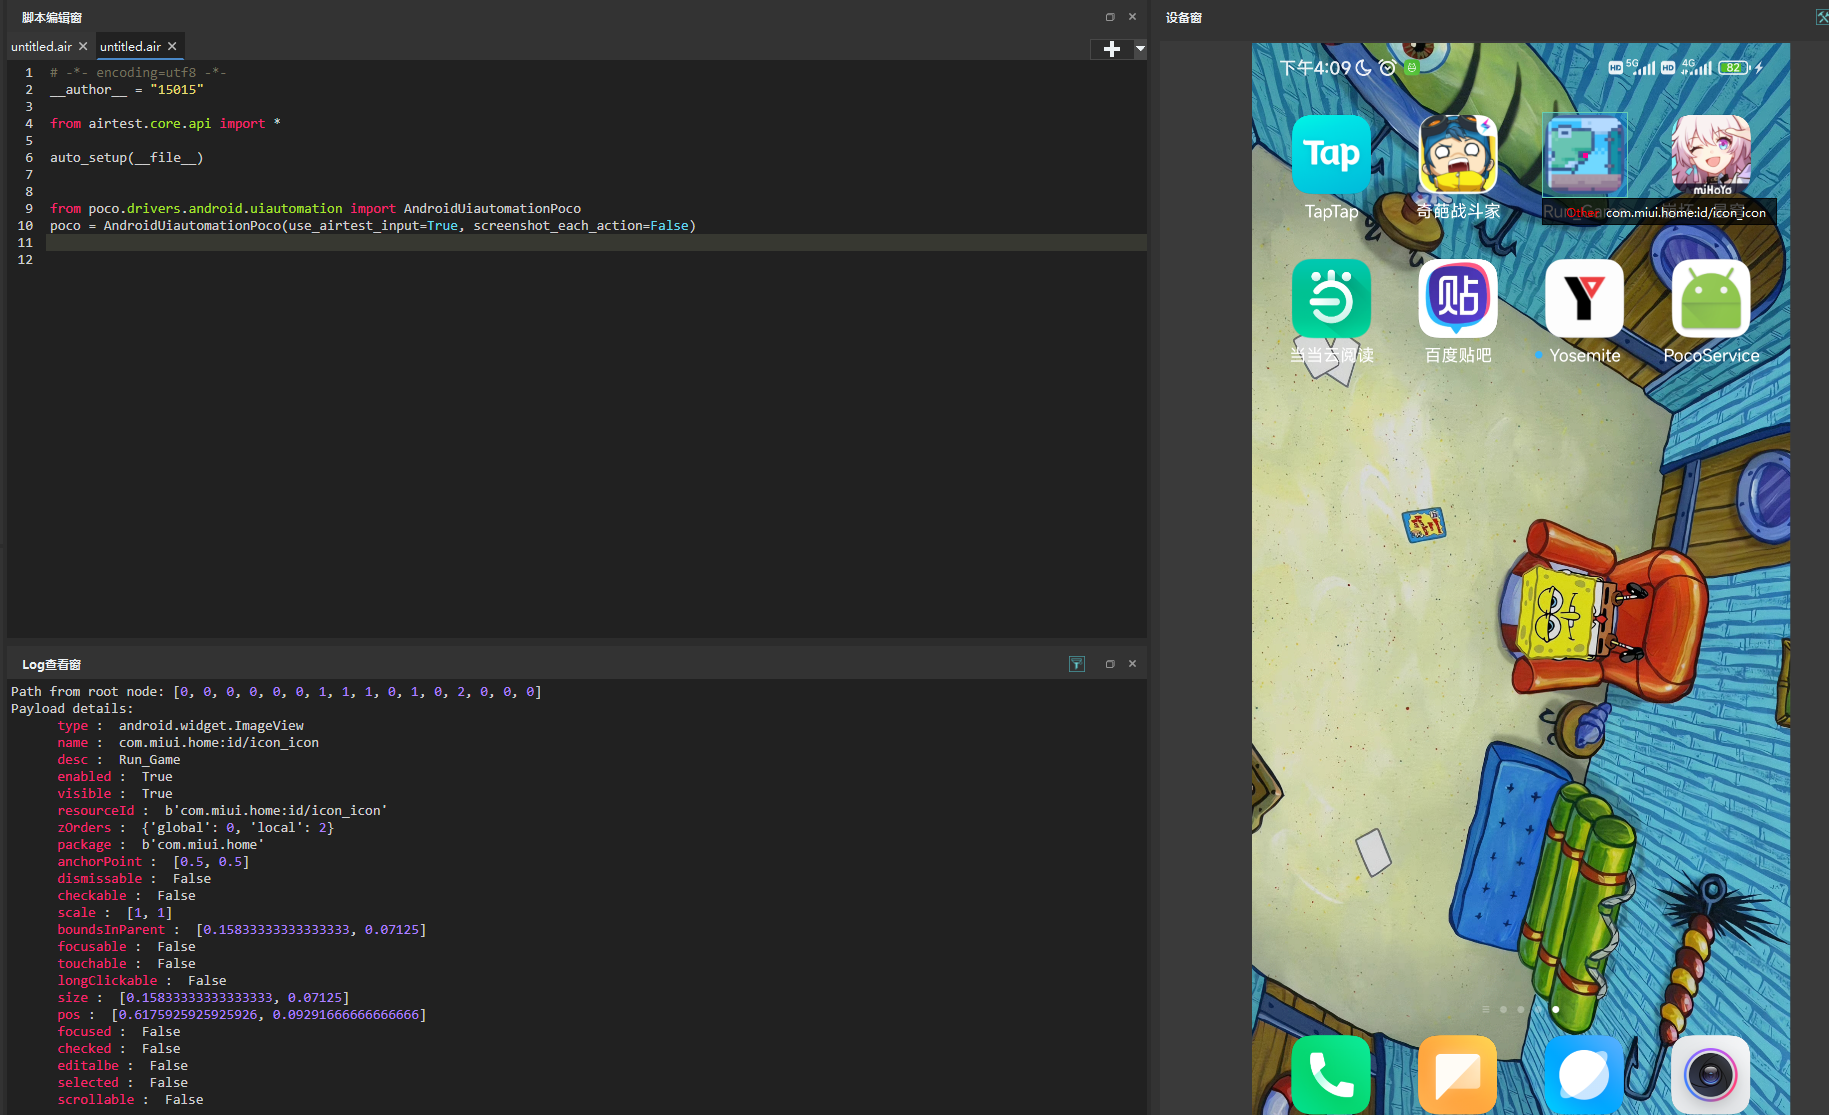 脚本编辑窗
untitled.air
untitled.air
1 # -*- encoding=utf8 -*-
2 __author__ = "15015"
3
4 from airtest.core.api import *
5
6 auto_setup(__file__)
7
8
9 from poco.drivers.android.uiautomation import AndroidUiautomationPoco
10 poco = AndroidUiautomationPoco(use_airtest_input=True, screenshot_each_action=False)
11
12
Log查看窗
Path from root node: [0, 0, 0, 0, 0, 0, 1, 1, 1, 0, 1, 0, 2, 0, 0, 0]
Payload details:
type : android.widget.ImageView
name : com.miui.home:id/icon_icon
desc : Run_Game
enabled : True
visible : True
resourceId : b'com.miui.home:id/icon_icon'
zOrders : {'global': 0, 'local': 2}
package : b'com.miui.home'
anchorPoint : [0.5, 0.5]
dismissable : False
checkable : False
scale : [1, 1]
boundsInParent : [0.15833333333333333, 0.07125]
focusable : False
touchable : False
longClickable : False
size : [0.15833333333333333, 0.07125]
pos : [0.6175925925925926, 0.09291666666666666]
focused : False
checked : False
editalbe : False
selected : False
scrollable : False
设备窗
下午4:09
HD 5G HD 4G 82
Tap
miHoYo
TapTap
奇葩战斗家
com.miui.home:id/icon_icon
当
贴
Y
当当云阅读
百度贴吧
Yosemite
PocoService